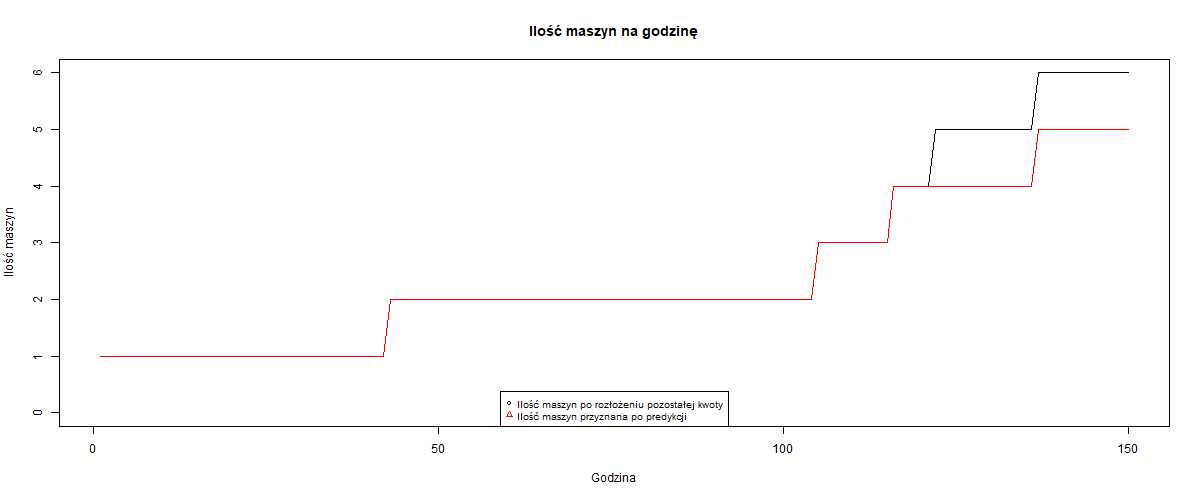 Ilość maszyn na godzinę
Ilość maszyn
6
5
4
3
2
1
0
Ilość maszyn po rozłożeniu pozostałej kwoty
Ilość maszyn przyznana po predykcji
0 50 100 150
Godzina